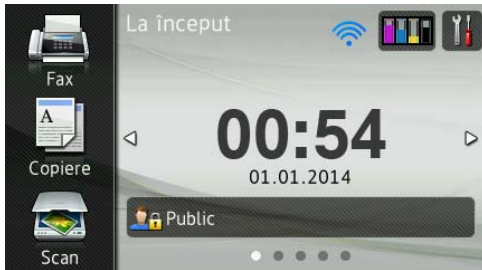 La început
Fax
A
Copiere
Scan
00:54
01.01.2014
Public